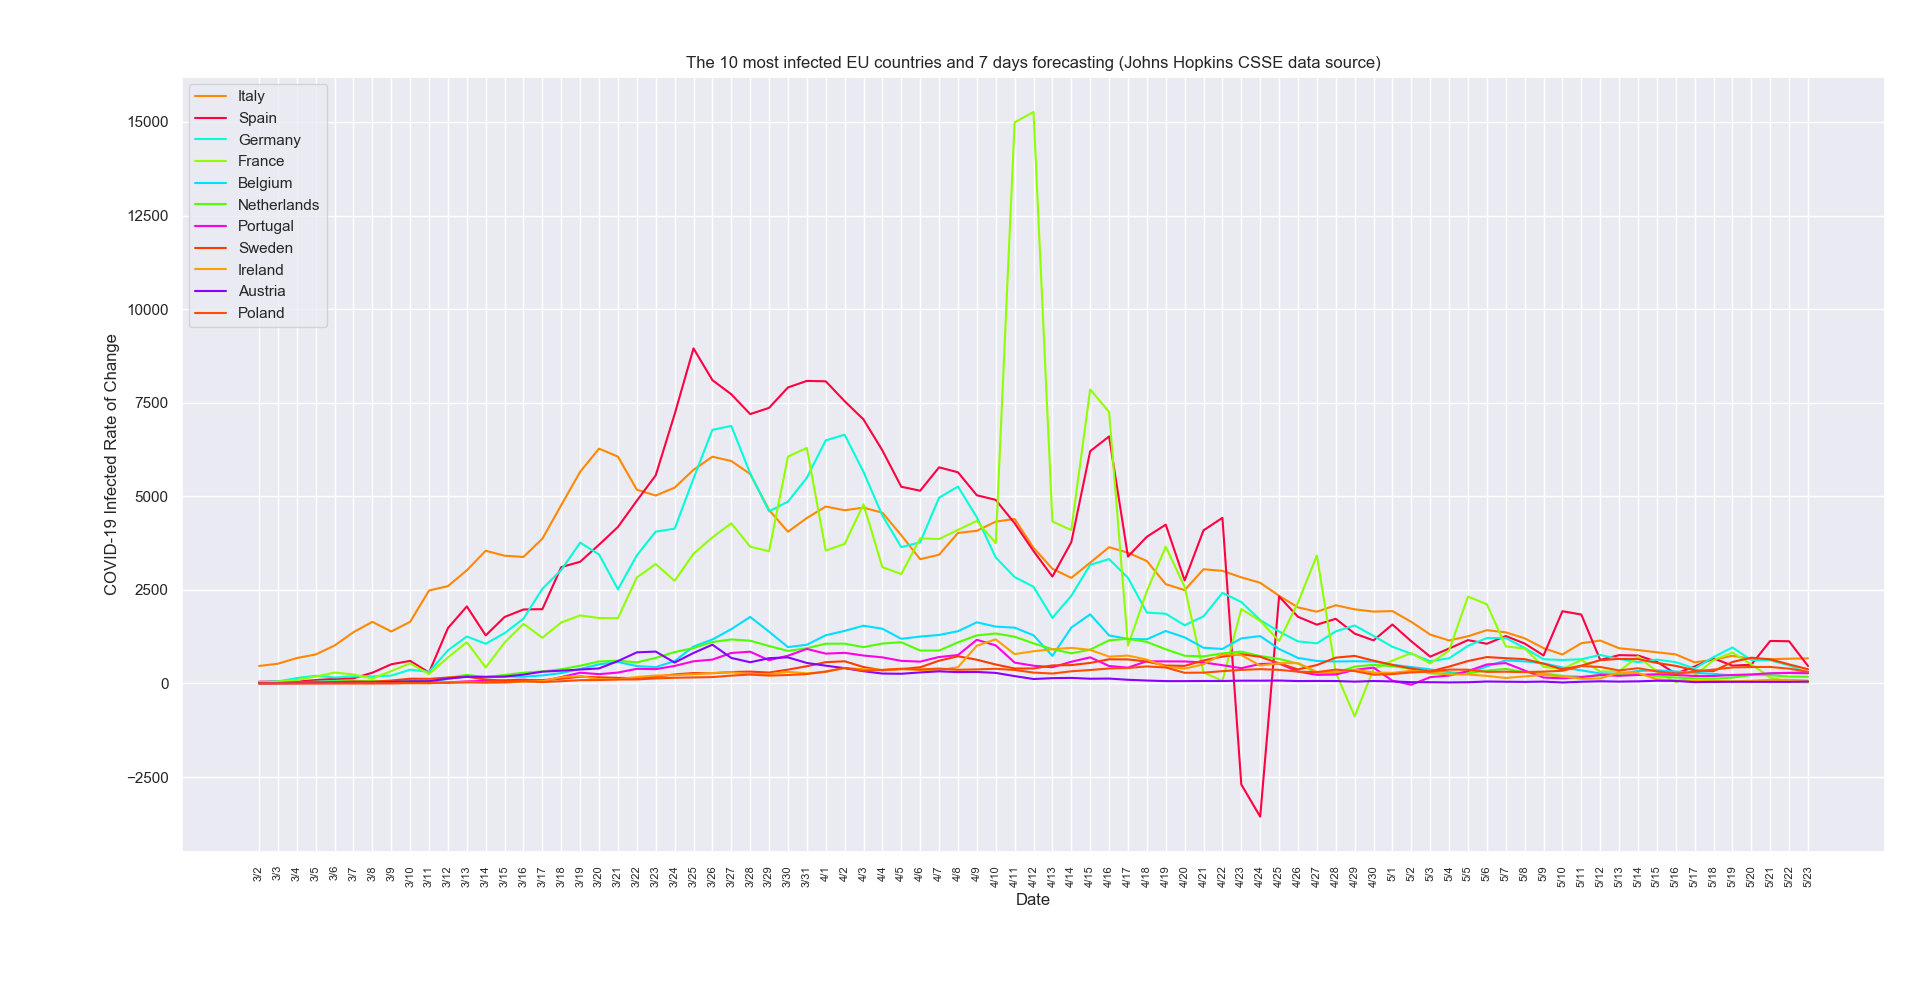 The 10 most infected EU countries and 7 days forecasting (Johns Hopkins CSSE data source)
Italy
Spain
Germany
France
Belgium
Netherlands
Portugal
Sweden
Ireland
Austria
Poland
COVID-19 Infected Rate of Change
15000
12500
10000
7500
5000
2500
0
−2500
3/2 3/3 3/4 3/5 3/6 3/7 3/8 3/9 3/10 3/11 3/12 3/13 3/14 3/15 3/16 3/17 3/18 3/19 3/20 3/21 3/22 3/23 3/24 3/25 3/26 3/27 3/28 3/29 3/30 3/31 4/1 4/2 4/3 4/4 4/5 4/6 4/7 4/8 4/9 4/10 4/11 4/12 4/13 4/14 4/15 4/16 4/17 4/18 4/19 4/20 4/21 4/22 4/23 4/24 4/25 4/26 4/27 4/28 4/29 4/30 5/1 5/2 5/3 5/4 5/5 5/6 5/7 5/8 5/9 5/10 5/11 5/12 5/13 5/14 5/15 5/16 5/17 5/18 5/19 5/20 5/21 5/22 5/23
Date